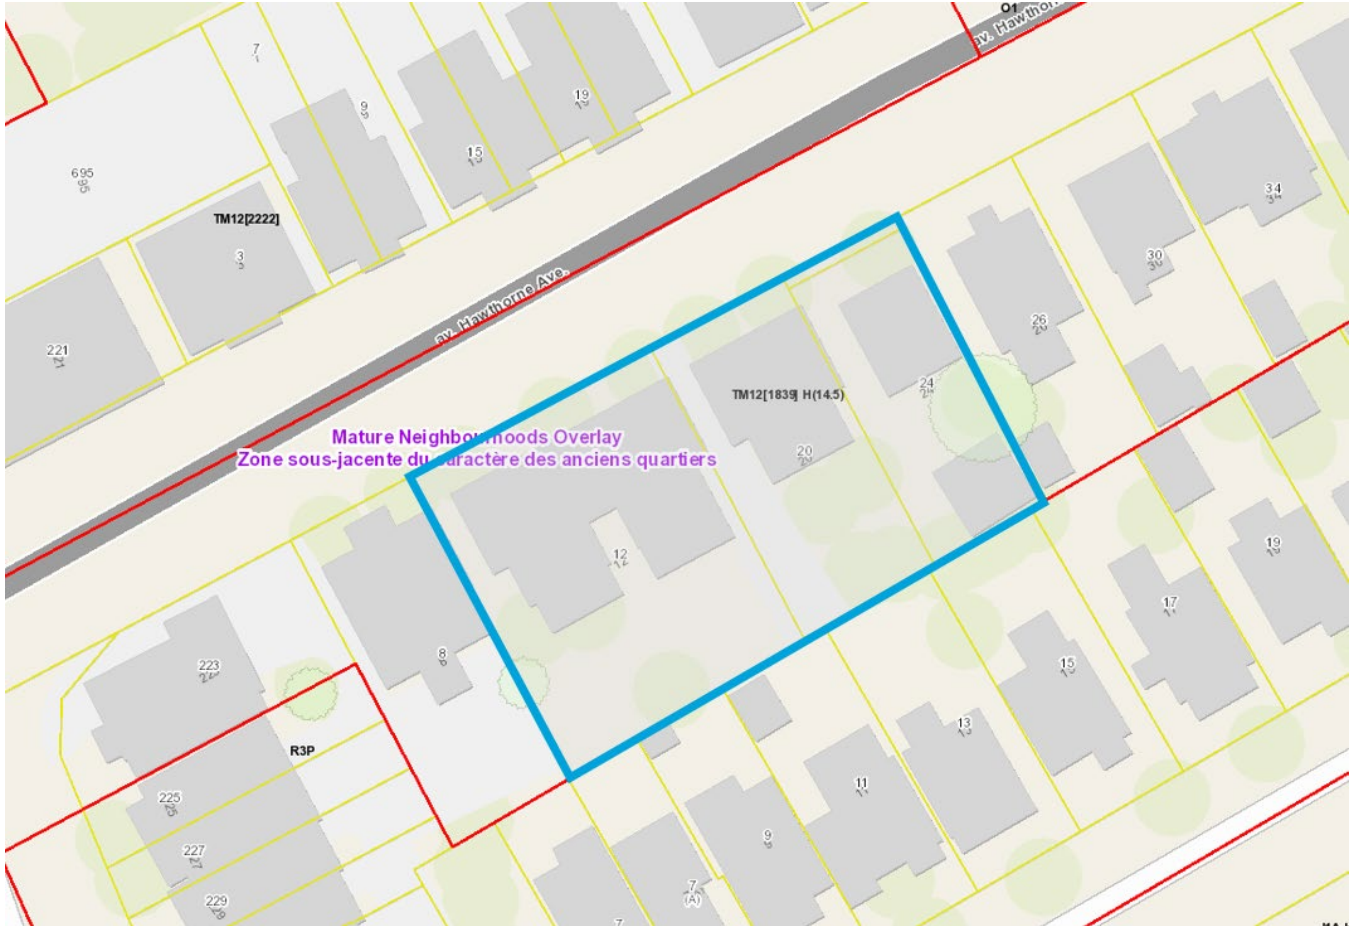 O1
av. Hawthorne
7
9
19
15
695
TM12[2222]
3
34
30
av. Hawthorne Ave.
221
26
24
TM12[1839] H(14.5)
Mature Neighbourhoods Overlay
Zone sous-jacente du caractère des anciens quartiers
20
12
19
17
8
223
15
R3P
13
11
225
9
227
7
(A)
229
7